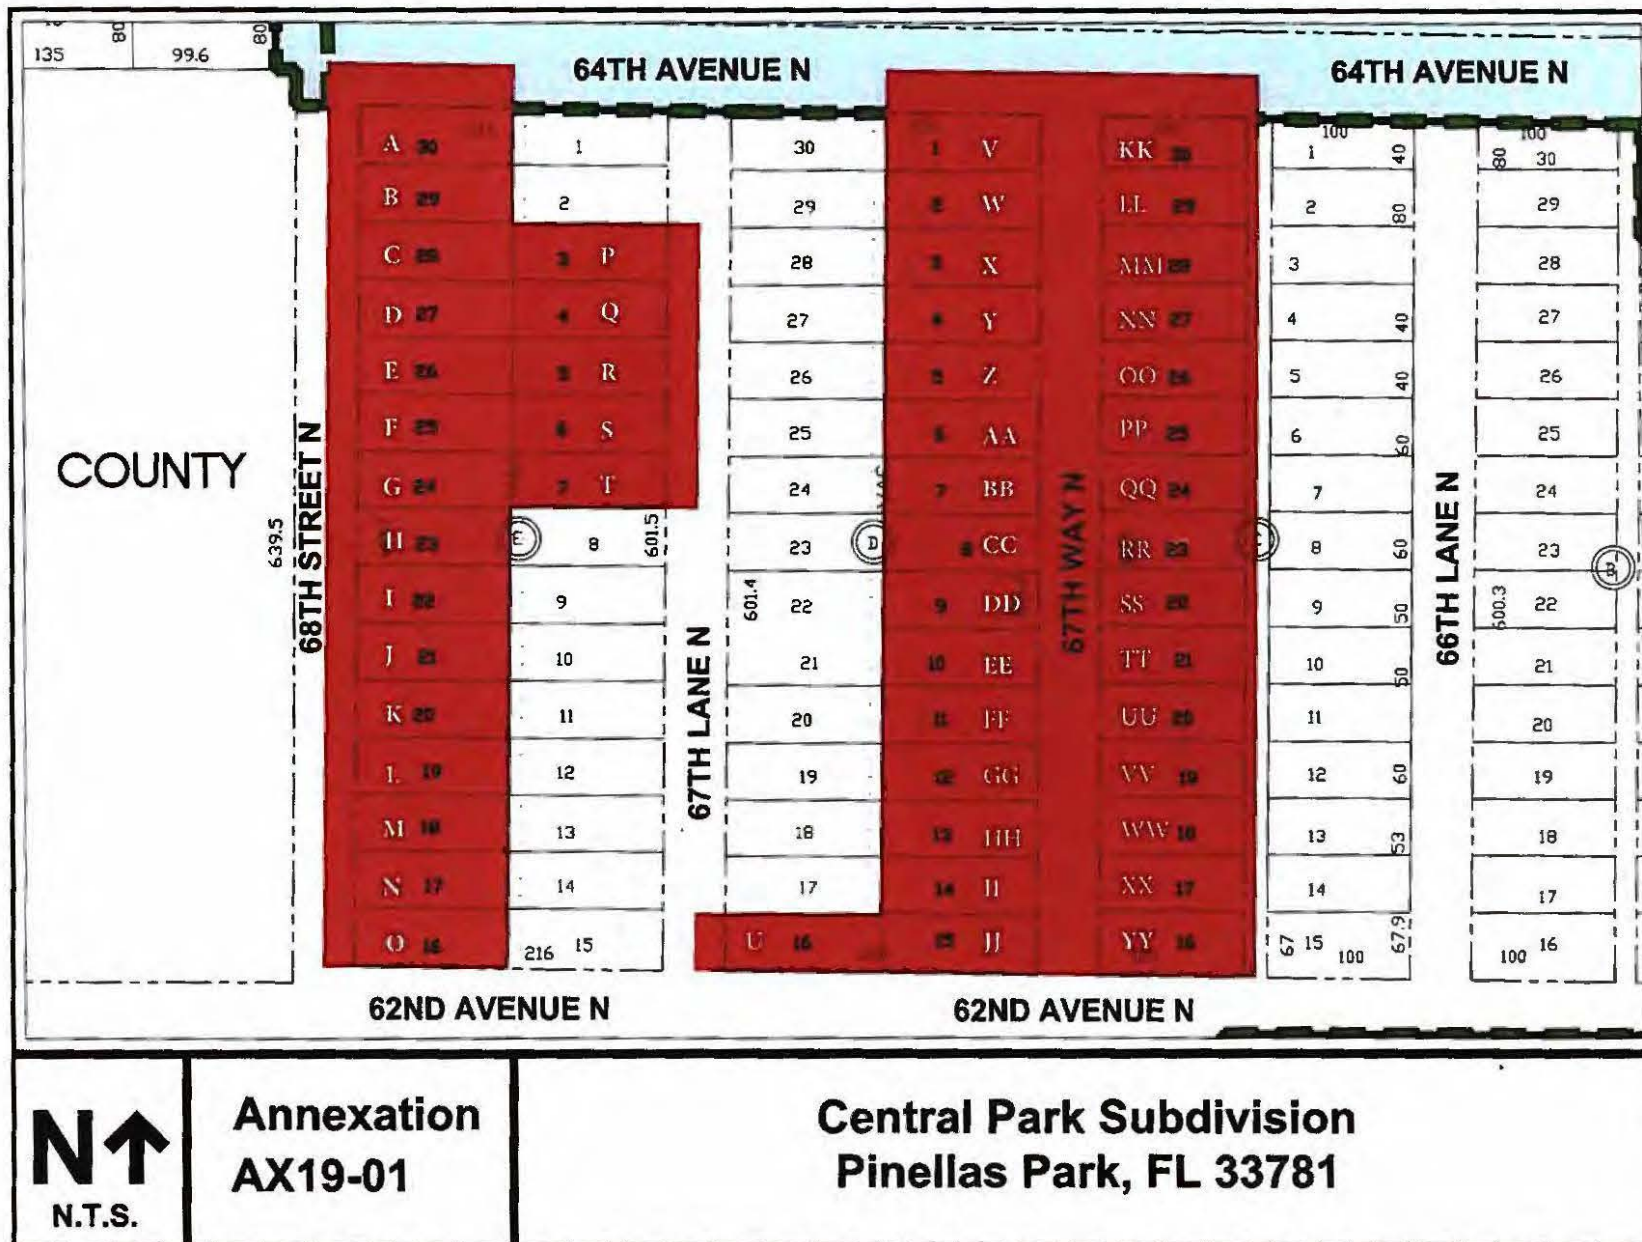 135 80 99.6 80
64TH AVENUE N
64TH AVENUE N
A 30
B 29
C 28
D 27
E 26
F 25
G 24
H 23
I 22
J 21
K 20
L 19
M 18
N 17
O 16
1
2
3 P
4 Q
5 R
6 S
7 T
E 8 601.5
9
10
11
12
13
14
216 15
30
29
28
27
26
25
24
23 D
601.4 22
21
20
19
18
17
U 16
1 V
2 W
3 X
4 Y
5 Z
6 AA
7 BB
8 CC
9 DD
10 EE
11 FF
12 GG
13 HH
14 II
15 JJ
KK 30
LL 29
MM 28
NN 27
OO 26
PP 25
QQ 24
RR 23
SS 22
TT 21
UU 20
VV 19
WW 18
XX 17
YY 16
100
1 40
2 80
3
4 40
5 40
6 60
7
8 60
9 50
10 50
11
12 60
13 53
14
67 15 100 67.9
100
80 30
29
28
27
26
25
24
23 B
600.3 22
21
20
19
18
17
100 16
COUNTY
639.5
68TH STREET N
67TH LANE N
67TH WAY N
66TH LANE N
62ND AVENUE N
62ND AVENUE N
N
N.T.S.
Annexation
AX19-01
Central Park Subdivision
Pinellas Park, FL 33781